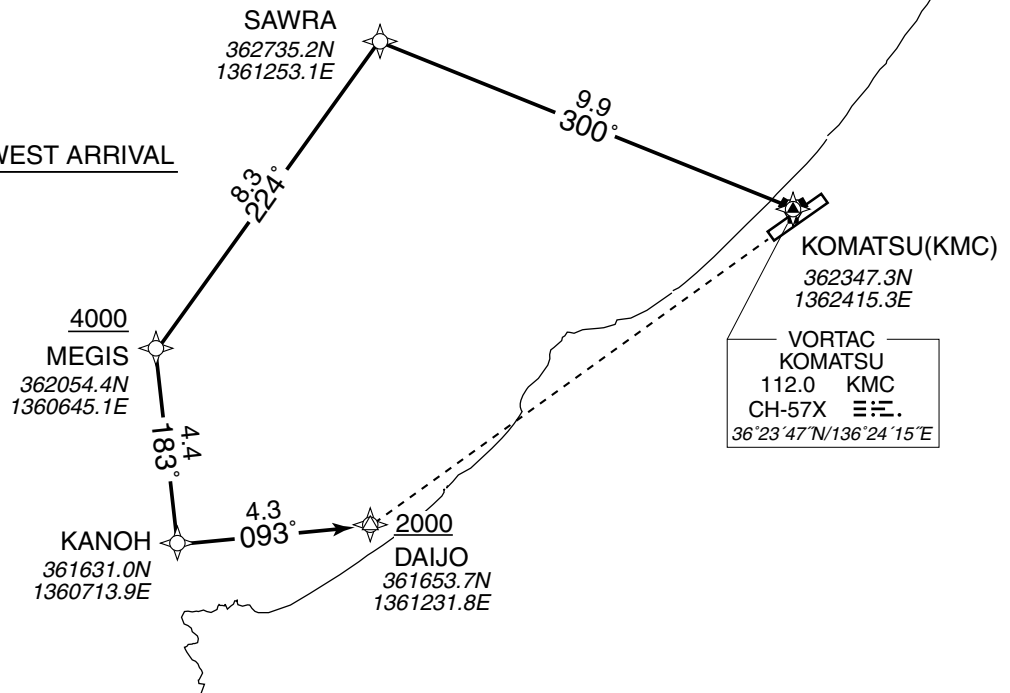 SAWRA
362735.2N
1361253.1E
9.9
300°
WEST ARRIVAL
8.3
224°
KOMATSU(KMC)
362347.3N
1362415.3E
4000
MEGIS
362054.4N
1360645.1E
VORTAC
KOMATSU
112.0 KMC
CH-57X
36°23´47˝N/136°24´15˝E
4.4
183°
4.3
093°
2000
KANOH
361631.0N
1360713.9E
DAIJO
361653.7N
1361231.8E